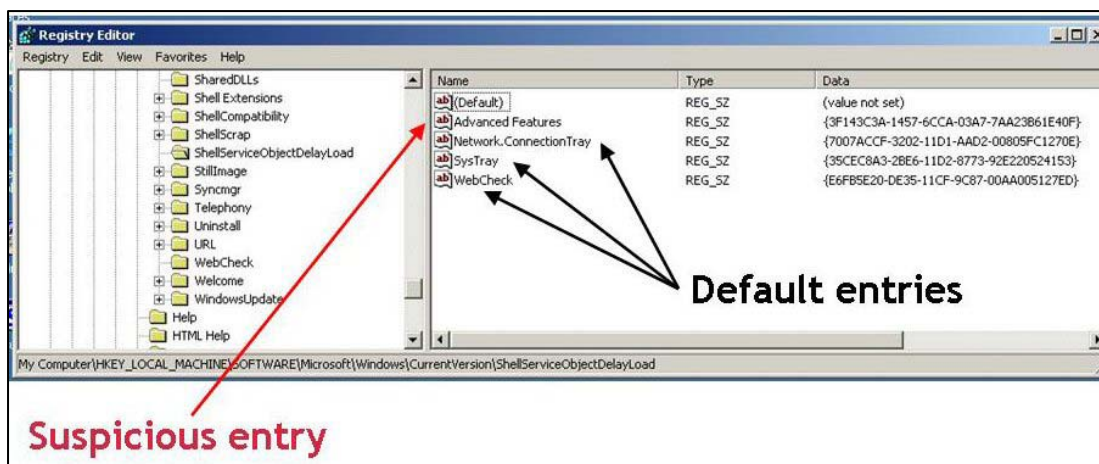 Registry Editor
Registry Edit View Favorites Help
SharedDLLs
Shell Extensions
ShellCompatibility
ShellScrap
ShellServiceObjectDelayLoad
StillImage
Syncmgr
Telephony
Uninstall
URL
WebCheck
Welcome
WindowsUpdate
Help
HTML Help
Name Type Data
(Default) REG_SZ (value not set)
Advanced Features REG_SZ {3F143C3A-1457-6CCA-03A7-7AA23B61E40F}
Network.ConnectionTray REG_SZ {7007ACCF-3202-11D1-AAD2-00805FC1270E}
SysTray REG_SZ {35CEC8A3-2BE6-11D2-8773-92E220524153}
WebCheck REG_SZ {E6FB5E20-DE35-11CF-9C87-00AA005127ED}
Default entries
My Computer\HKEY_LOCAL_MACHINE\SOFTWARE\Microsoft\Windows\CurrentVersion\ShellServiceObjectDelayLoad
Suspicious entry